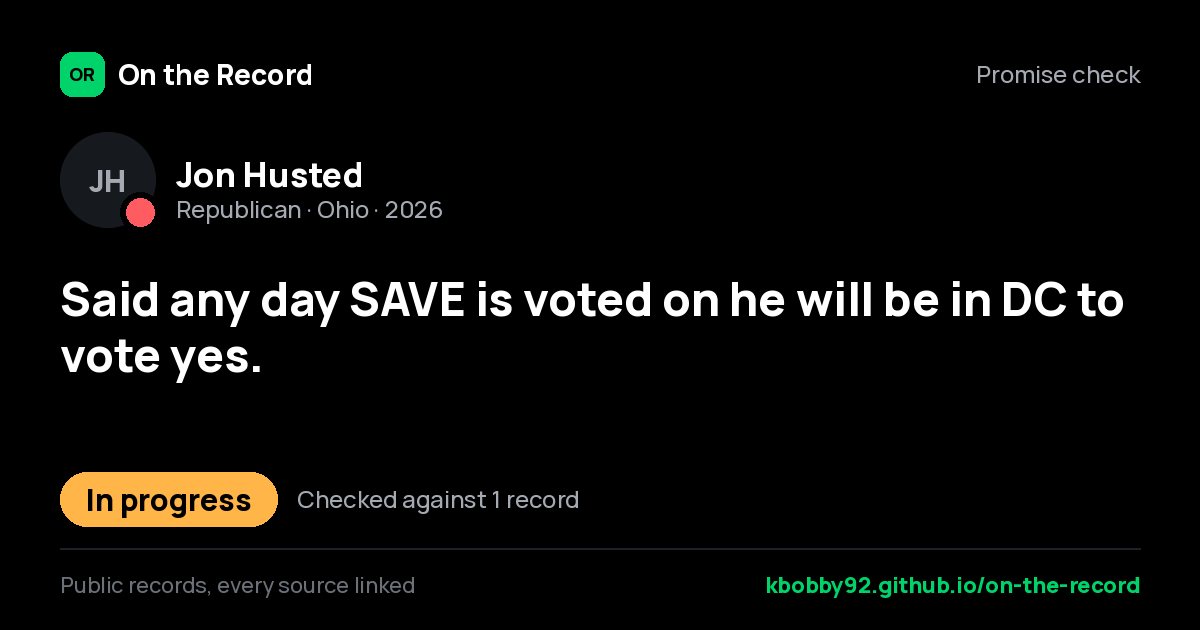 OR On the Record
Promise check
JH
Jon Husted
Republican · Ohio · 2026
Said any day SAVE is voted on he will be in DC to
vote yes.
In progress
Checked against 1 record
Public records, every source linked
kbobby92.github.io/on-the-record